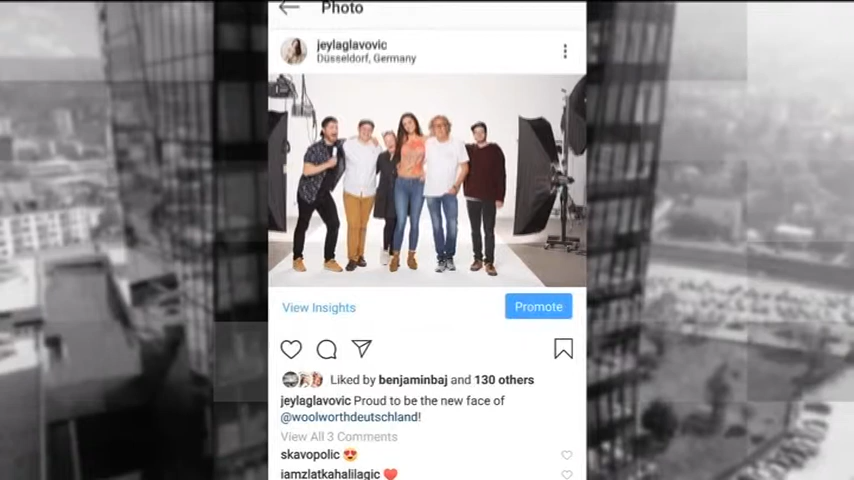 Photo
jeylaglavovic
Düsseldorf, Germany
View Insights
Promote
Liked by benjaminbaj and 130 others
jeylaglavovic Proud to be the new face of
@woolworthdeutschland!
View All 3 Comments
skavopolic 😍
iamzlatkahalilagic ❤️